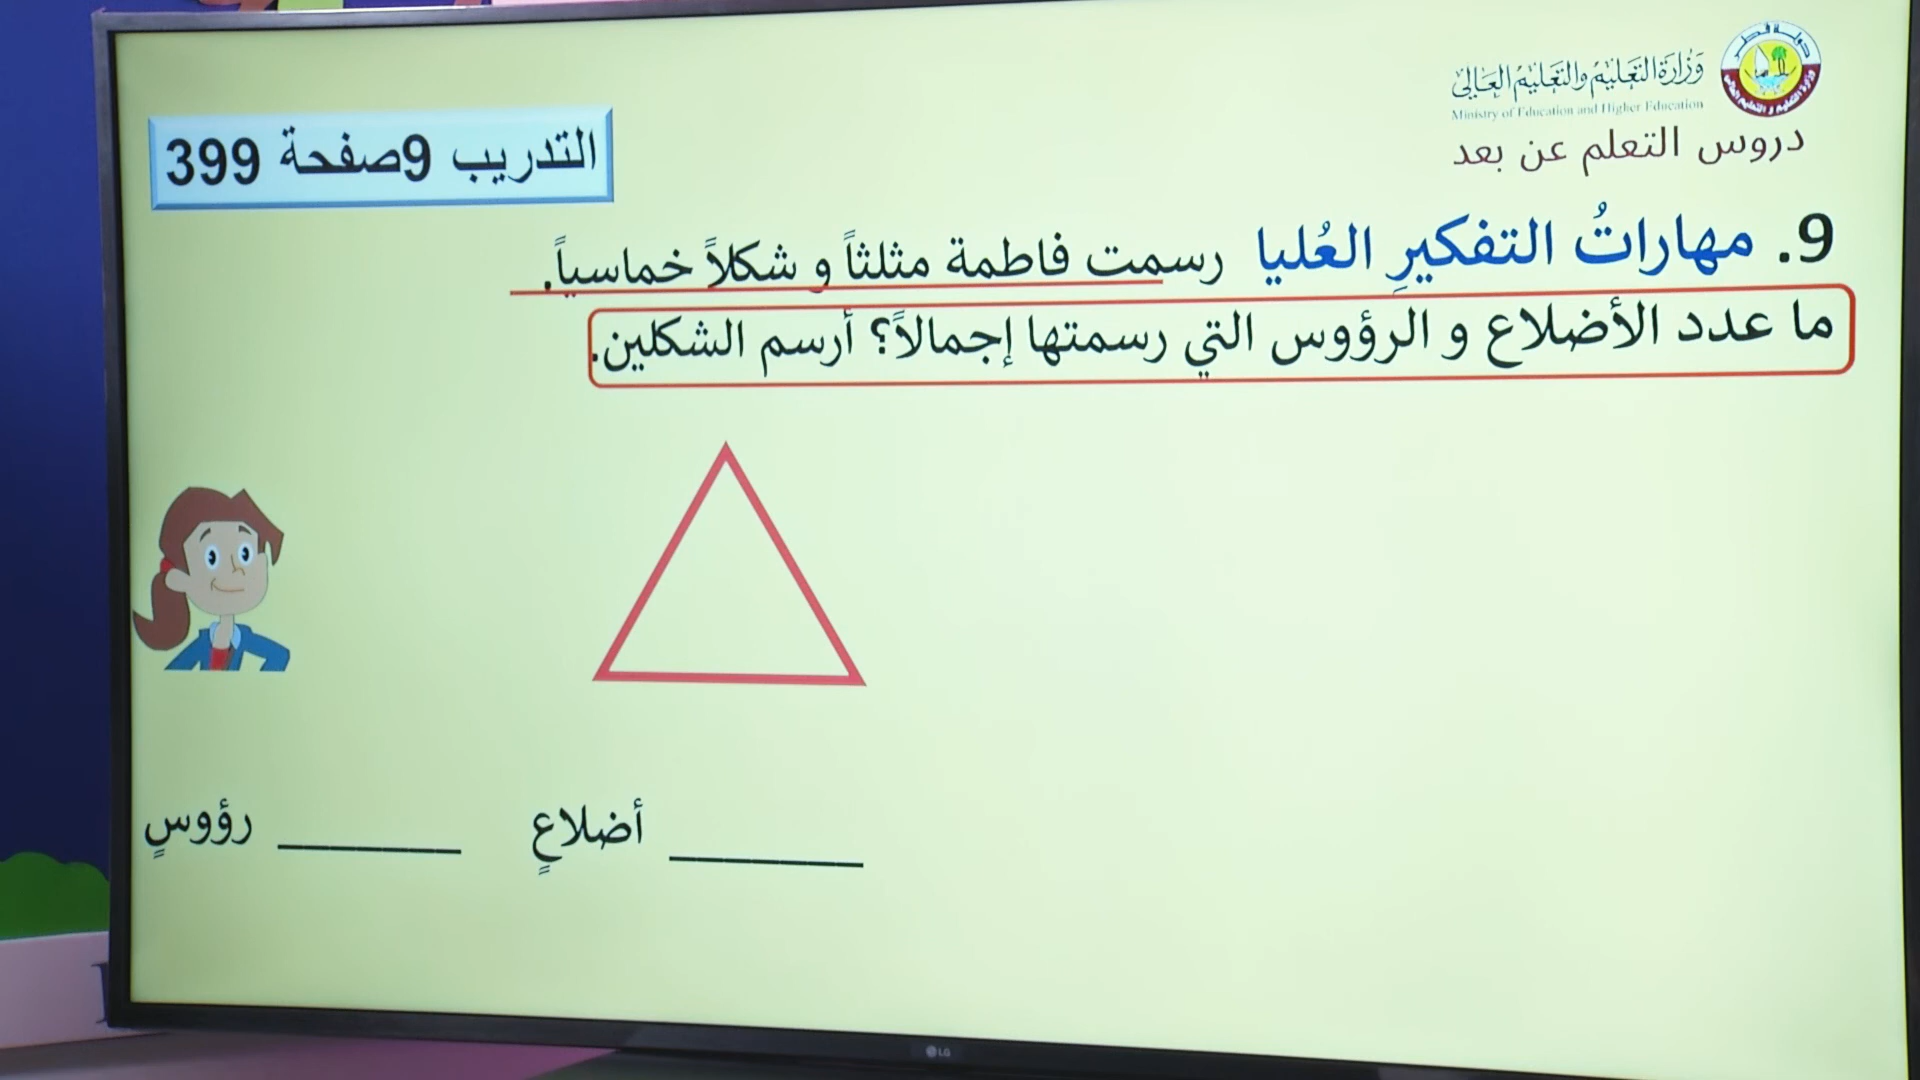 وزارة التعليم والتعليم العالي
Ministry of Education and Higher Education
دروس التعلم عن بعد
التدريب 9صفحة 399
9. مهاراتُ التفكيرِ العُليا رسمت فاطمة مثلثاً و شكلاً خماسياً.
ما عدد الأضلاع و الرؤوس التي رسمتها إجمالاً؟ أرسم الشكلين.
_______ أضلاعٍ _______ رؤوسٍ
LG